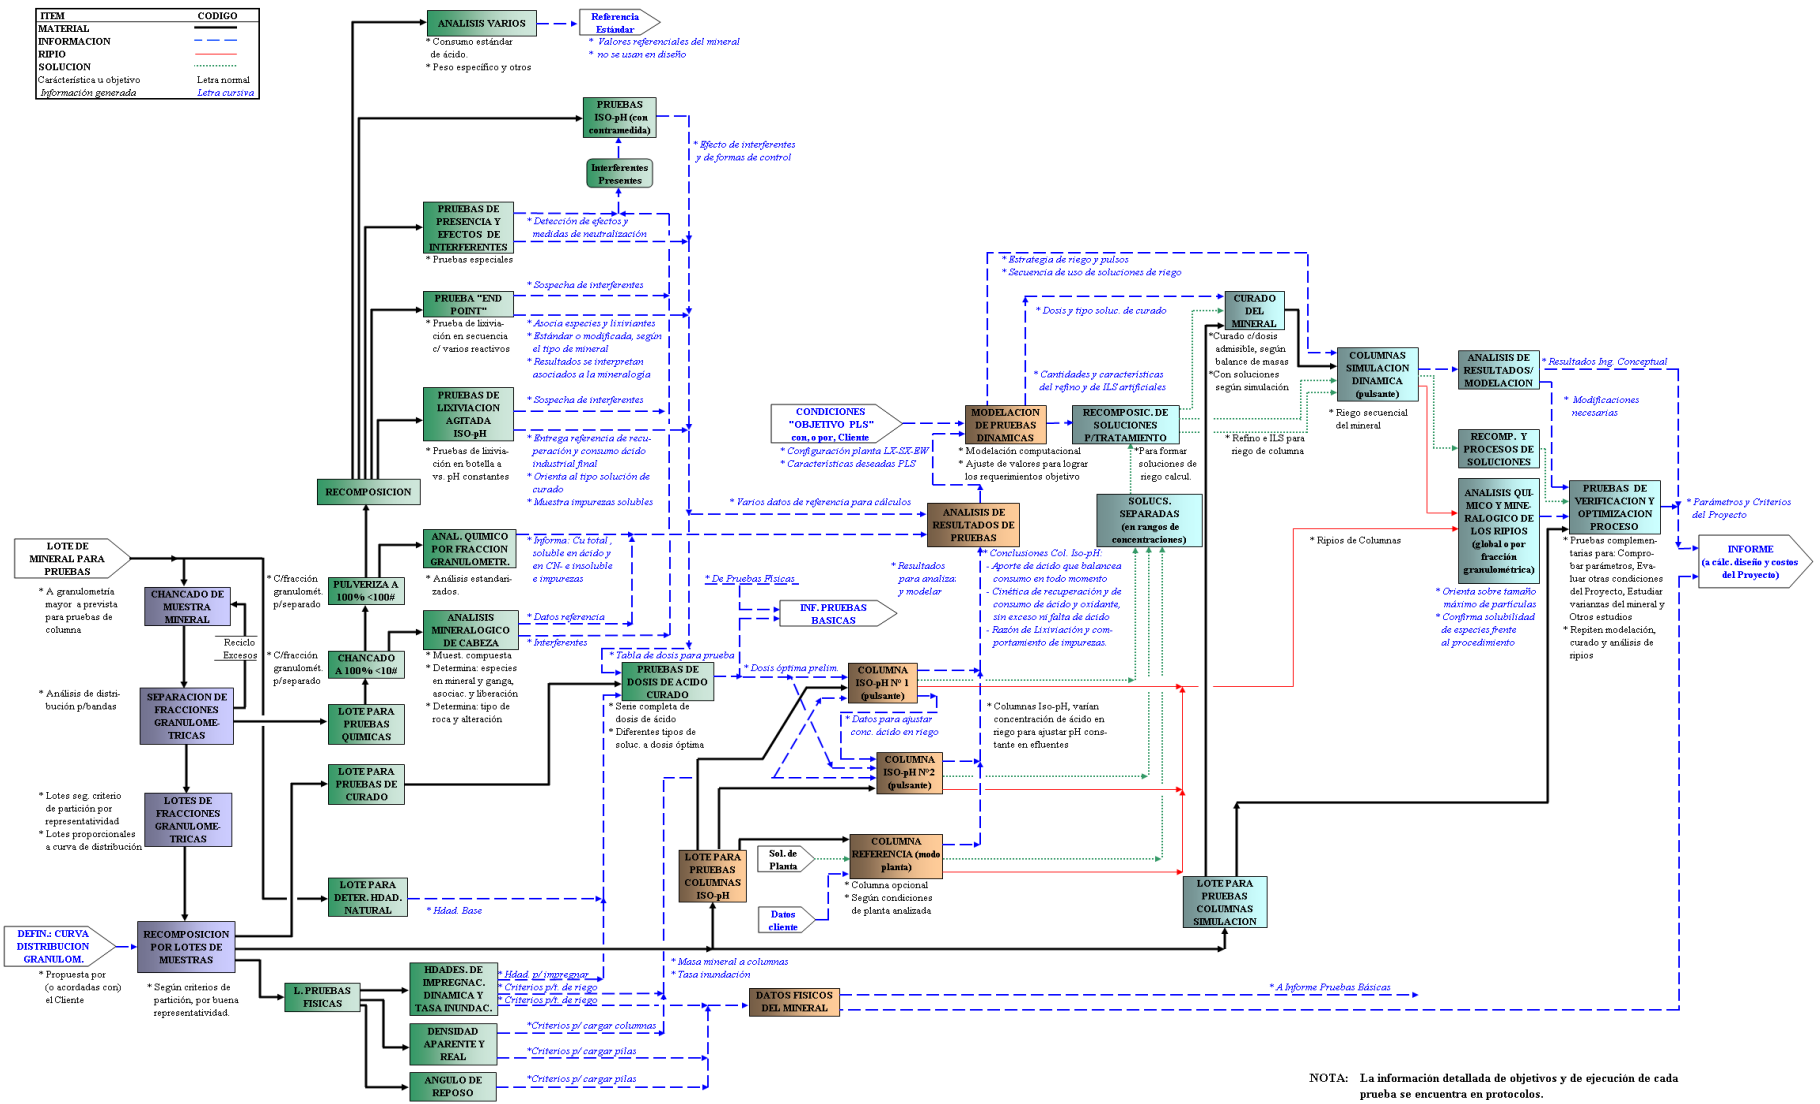 ITEM CODIGO
MATERIAL
INFORMACION
RIPIO
SOLUCION
Carácterística u objetivo Letra normal
Información generada Letra cursiva
ANALISIS VARIOS
* Consumo estándar
de ácido.
* Peso específico y otros
Referencia
Estándar
* Valores referenciales del mineral
* no se usan en diseño
PRUEBAS
ISO-pH (con
contramedida)
* Efecto de interferentes
y de formas de control
Interferentes
Presentes
PRUEBAS DE
PRESENCIA Y
EFECTOS DE
INTERFERENTES
* Pruebas especiales
* Detección de efectos y
medidas de neutralización
PRUEBA "END
POINT"
* Prueba de lixivia-
ción en secuencia
c/ varios reactivos
* Sospecha de interferentes
* Asocia especies y lixiviantes
* Estándar o modificada, según
el tipo de mineral
* Resultados se interpretan
asociados a la mineralogía
PRUEBAS DE
LIXIVIACION
AGITADA
ISO-pH
* Pruebas de lixivia-
ción en botella a
vs. pH constantes
* Sospecha de interferentes
* Entrega referencia de recu-
peración y consumo ácido
industrial final
* Orienta al tipo solución de
curado
* Muestra impurezas solubles
RECOMPOSICION
ANAL. QUIMICO
POR FRACCION
GRANULOMETR.
* Análisis estandari-
zados.
* Informa: Cu total ,
soluble en ácido y
en CN- e insoluble
e impurezas
LOTE DE
MINERAL PARA
PRUEBAS
* A granulometría
mayor a prevista
para pruebas de
columna
CHANCADO DE
MUESTRA
MINERAL
Reciclo
Excesos
* C/fracción
granulomét.
p/separado
PULVERIZA A
100% <100#
* C/fracción
granulomét.
p/separado
CHANCADO
A 100% <10#
ANALISIS
MINERALOGICO
DE CABEZA
* Muest. compuesta
* Determina: especies
en mineral y ganga,
asociac. y liberación
* Determina: tipo de
roca y alteración
* Datos referencia
* Interferentes
* Análisis de distri-
bución p/bandas
SEPARACION DE
FRACCIONES
GRANULOME-
TRICAS
LOTE PARA
PRUEBAS
QUIMICAS
LOTE PARA
PRUEBAS DE
CURADO
* Lotes seg. criterio
de partición por
representatividad
* Lotes proporcionales
a curva de distribución
LOTES DE
FRACCIONES
GRANULOME-
TRICAS
LOTE PARA
DETER. HDAD.
NATURAL
* Hdad. Base
DEFIN.: CURVA
DISTRIBUCION
GRANULOM.
* Propuesta por
(o acordadas con)
el Cliente
RECOMPOSICION
POR LOTES DE
MUESTRAS
* Según criterios de
partición, por buena
representatividad.
L. PRUEBAS
FISICAS
HDADES. DE
IMPREGNAC.
DINAMICA Y
TASA INUNDAC.
* Hdad. p/ impregnar
* Criterios p/t. de riego
* Criterios p/t. de riego
DENSIDAD
APARENTE Y
REAL
*Criterios p/ cargar columnas
*Criterios p/ cargar pilas
ANGULO DE
REPOSO
*Criterios p/ cargar pilas
* Tabla de dosis para prueba
PRUEBAS DE
DOSIS DE ACIDO
CURADO
* Serie completa de
dosis de ácido
* Diferentes tipos de
soluc. a dosis óptima
* De Pruebas Físicas
INF. PRUEBAS
BASICAS
* Dosis óptima prelim.
COLUMNA
ISO-pH Nº 1
(pulsante)
* Datos para ajustar
conc. ácido en riego
COLUMNA
ISO-pH Nº2
(pulsante)
* Columnas Iso-pH, varían
concentración de ácido en
riego para ajustar pH cons-
tante en efluentes
COLUMNA
REFERENCIA (modo
planta)
* Columna opcional
* Según condiciones
de planta analizada
Sol. de
Planta
Datos
cliente
LOTE PARA
PRUEBAS
COLUMNAS
ISO-pH
* Masa mineral a columnas
* Tasa inundación
DATOS FISICOS
DEL MINERAL
* A Informe Pruebas Básicas
CONDICIONES
"OBJETIVO PLS"
con, o por, Cliente
* Configuración planta LX-SX-EW
* Características deseadas PLS
* Varios datos de referencia para cálculos
MODELACION
DE PRUEBAS
DINAMICAS
* Modelación computacional
* Ajuste de valores para lograr
los requerimientos objetivo
* Estrategia de riego y pulsos
* Secuencia de uso de soluciones de riego
* Dosis y tipo soluc. de curado
* Cantidades y características
del refino y de ILS artificiales
RECOMPOSIC. DE
SOLUCIONES
P/TRATAMIENTO
*Para formar
soluciones de
riego calcul.
ANALISIS DE
RESULTADOS DE
PRUEBAS
* Resultados
para analizar
y modelar
* Conclusiones Col. Iso-pH:
- Aporte de ácido que balancea
consumo en todo momento
- Cinética de recuperación y de
consumo de ácido y oxidante,
sin exceso ni falta de ácido
- Razón de Lixiviación y com-
portamiento de impurezas.
SOLUCS.
SEPARADAS
(en rangos de
concentraciones)
CURADO
DEL
MINERAL
*Curado c/dosis
admisible, según
balance de masas
*Con soluciones
según simulación
COLUMNAS
SIMULACION
DINAMICA
(pulsante)
* Riego secuencial
del mineral
* Refino e ILS para
riego de columna
ANALISIS DE
RESULTADOS/
MODELACION
* Resultados Ing. Conceptual
* Modificaciones
necesarias
RECOMP. Y
PROCESOS DE
SOLUCIONES
ANALISIS QUI-
MICO Y MINE-
RALOGICO DE
LOS RIPIOS
(global o por
fracción
granulométrica)
* Ripios de Columnas
* Orienta sobre tamaño
máximo de partículas
* Confirma solubilidad
de especies frente
al procedimiento
PRUEBAS DE
VERIFICACION Y
OPTIMIZACION
PROCESO
* Pruebas complemen-
tarias para: Compro-
bar parámetros, Eva-
luar otras condiciones
del Proyecto, Estudiar
varianzas del mineral y
Otros estudios
* Repiten modelación,
curado y análisis de
ripios
* Parámetros y Criterios
del Proyecto
INFORME
(a cálc. diseño y costos
del Proyecto)
LOTE PARA
PRUEBAS
COLUMNAS
SIMULACION
NOTA: La información detallada de objetivos y de ejecución de cada
prueba se encuentra en protocolos.